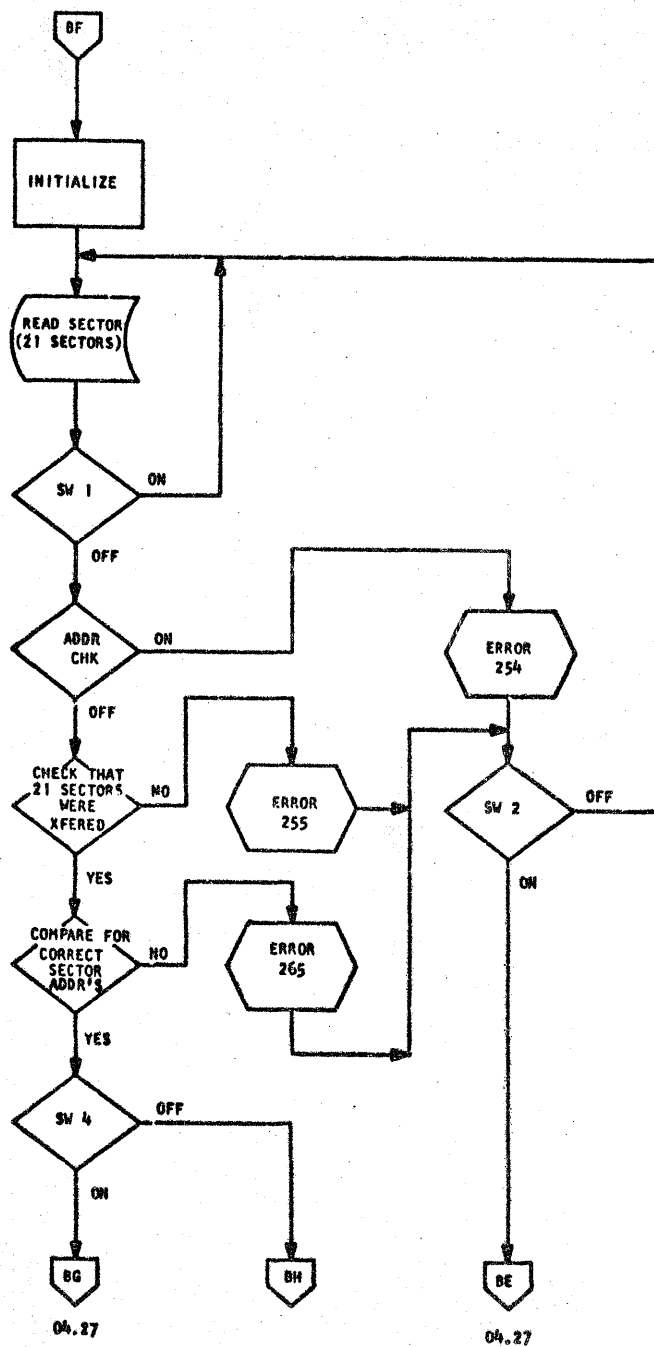 BF
INITIALIZE
READ SECTOR
(21 SECTORS)
SW 1
ON
OFF
ADDR
CHK
ON
ERROR
254
OFF
CHECK THAT
21 SECTORS
WERE
XFERED
NO
ERROR
255
SW 2
OFF
ON
YES
COMPARE FOR
CORRECT
SECTOR
ADDR'S
NO
ERROR
265
YES
SW 4
OFF
ON
BG
BH
BE
04.27
04.27